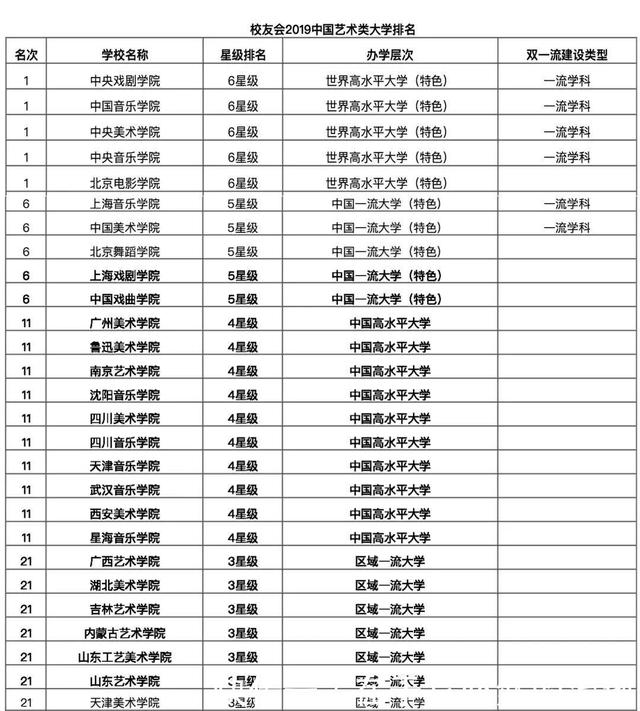 校友会2019中国艺术类大学排名
名次 学校名称 星级排名 办学层次 双一流建设类型
1 中央戏剧学院 6星级 世界高水平大学（特色） 一流学科
1 中国音乐学院 6星级 世界高水平大学（特色） 一流学科
1 中央美术学院 6星级 世界高水平大学（特色） 一流学科
1 中央音乐学院 6星级 世界高水平大学（特色） 一流学科
1 北京电影学院 6星级 世界高水平大学（特色）
6 上海音乐学院 5星级 中国一流大学（特色） 一流学科
6 中国美术学院 5星级 中国一流大学（特色） 一流学科
6 北京舞蹈学院 5星级 中国一流大学（特色）
6 上海戏剧学院 5星级 中国一流大学（特色）
6 中国戏曲学院 5星级 中国一流大学（特色）
11 广州美术学院 4星级 中国高水平大学
11 鲁迅美术学院 4星级 中国高水平大学
11 南京艺术学院 4星级 中国高水平大学
11 沈阳音乐学院 4星级 中国高水平大学
11 四川美术学院 4星级 中国高水平大学
11 四川音乐学院 4星级 中国高水平大学
11 天津音乐学院 4星级 中国高水平大学
11 武汉音乐学院 4星级 中国高水平大学
11 西安美术学院 4星级 中国高水平大学
11 星海音乐学院 4星级 中国高水平大学
21 广西艺术学院 3星级 区域一流大学
21 湖北美术学院 3星级 区域一流大学
21 吉林艺术学院 3星级 区域一流大学
21 内蒙古艺术学院 3星级 区域一流大学
21 山东工艺美术学院 3星级 区域一流大学
21 山东艺术学院 3星级 区域一流大学
21 天津美术学院 3星级 区域一流大学